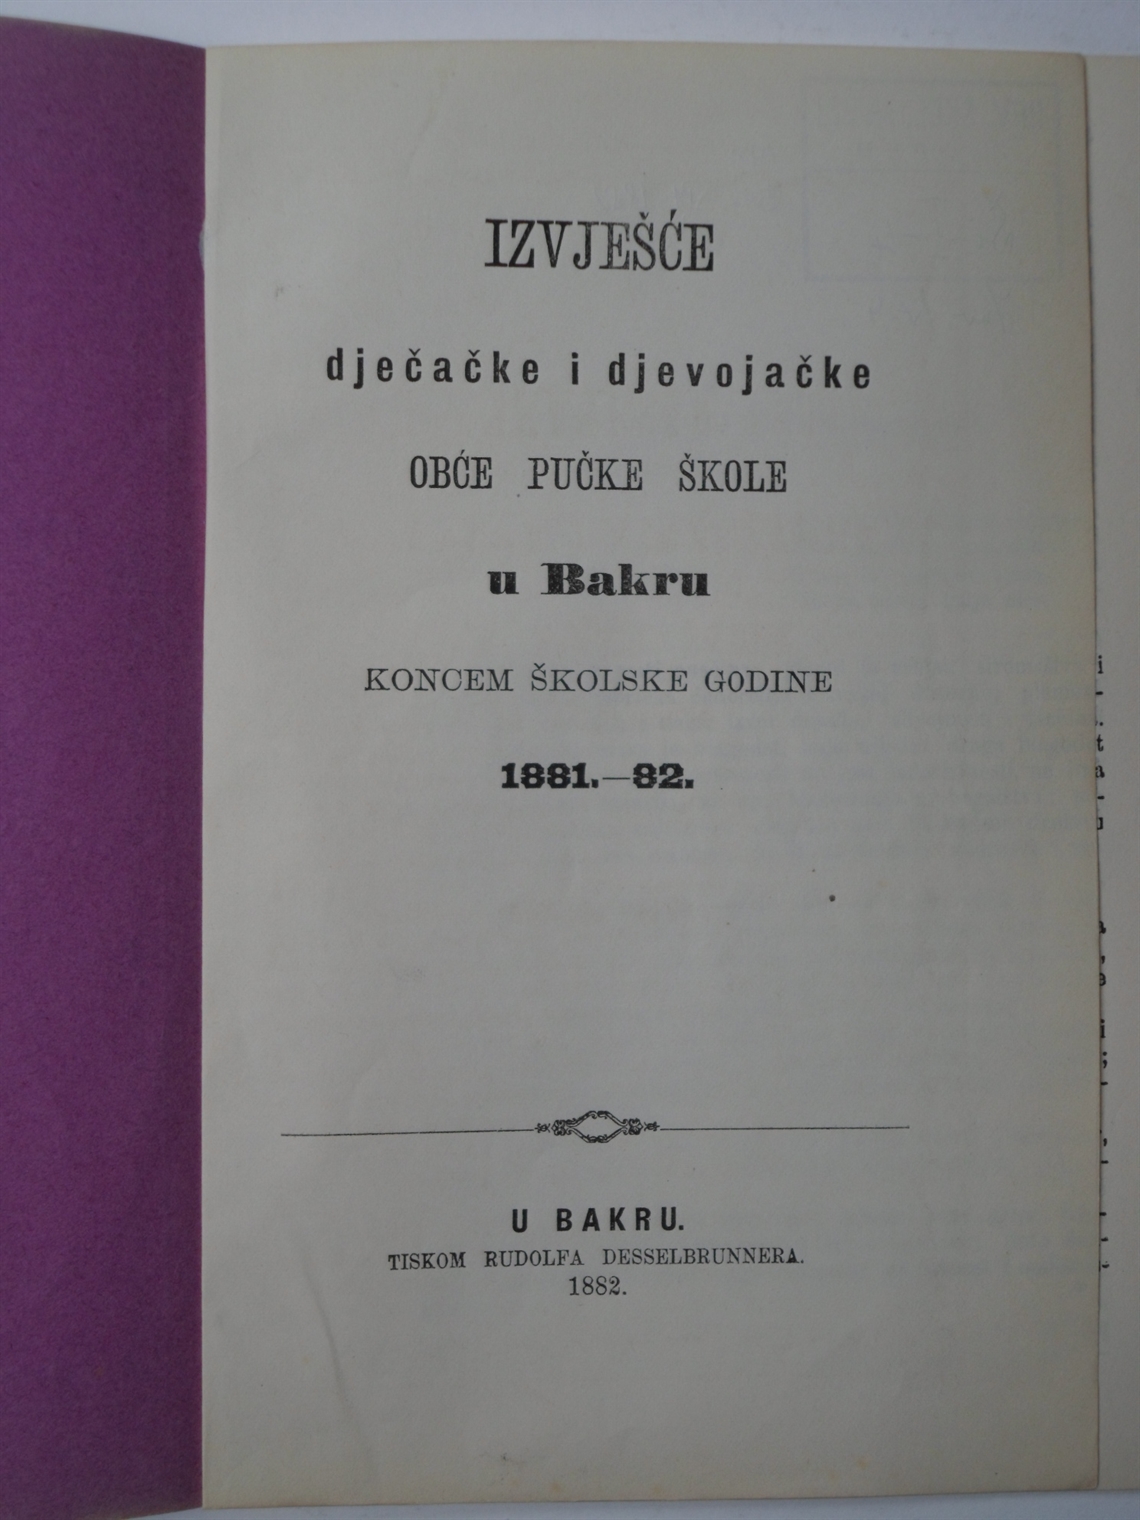 IZVJEŠĆE
dječačke i djevojačke
OBĆE PUČKE ŠKOLE
u Bakru
KONCEM ŠKOLSKE GODINE
1881.—82.
U BAKRU.
TISKOM RUDOLFA DESSELBRUNNERA.
1882.